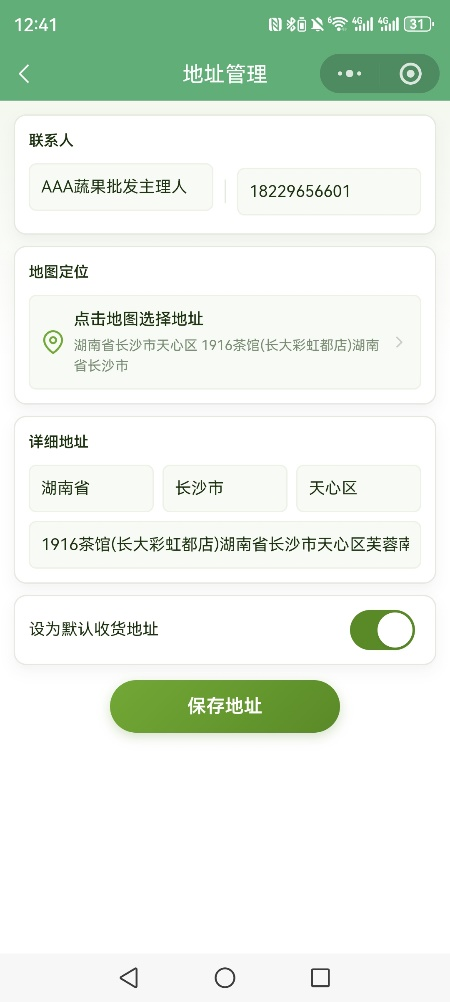 12:41
6 4G 4G 31
地址管理
联系人
AAA蔬果批发主理人
18229656601
地图定位
点击地图选择地址
湖南省长沙市天心区 1916茶馆(长大彩虹都店)湖南
省长沙市
详细地址
湖南省 长沙市 天心区
1916茶馆(长大彩虹都店)湖南省长沙市天心区芙蓉南
设为默认收货地址
保存地址